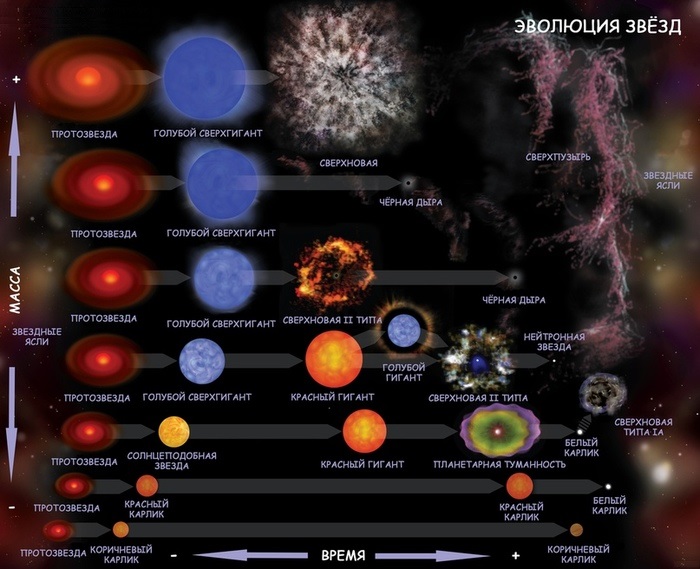 ЭВОЛЮЦИЯ ЗВЁЗД
+
ПРОТОЗВЕЗДА
ГОЛУБОЙ СВЕРХГИГАНТ
СВЕРХНОВАЯ
СВЕРХПУЗЫРЬ
ЗВЕЗДНЫЕ
ЯСЛИ
ПРОТОЗВЕЗДА
ГОЛУБОЙ СВЕРХГИГАНТ
ЧЁРНАЯ ДЫРА
МАССА
ПРОТОЗВЕЗДА
ГОЛУБОЙ СВЕРХГИГАНТ
СВЕРХНОВАЯ II ТИПА
ЧЁРНАЯ ДЫРА
ЗВЕЗДНЫЕ
ЯСЛИ
ПРОТОЗВЕЗДА
ГОЛУБОЙ СВЕРХГИГАНТ
КРАСНЫЙ ГИГАНТ
ГОЛУБОЙ
ГИГАНТ
СВЕРХНОВАЯ II ТИПА
НЕЙТРОННАЯ
ЗВЕЗДА
ПРОТОЗВЕЗДА
СОЛНЦЕПОДОБНАЯ
ЗВЕЗДА
КРАСНЫЙ ГИГАНТ
ПЛАНЕТАРНАЯ ТУМАННОСТЬ
БЕЛЫЙ
КАРЛИК
СВЕРХНОВАЯ
ТИПА IA
-
ПРОТОЗВЕЗДА
КРАСНЫЙ
КАРЛИК
КРАСНЫЙ
КАРЛИК
БЕЛЫЙ
КАРЛИК
ПРОТОЗВЕЗДА
КОРИЧНЕВЫЙ
КАРЛИК
- ВРЕМЯ +
КОРИЧНЕВЫЙ
КАРЛИК